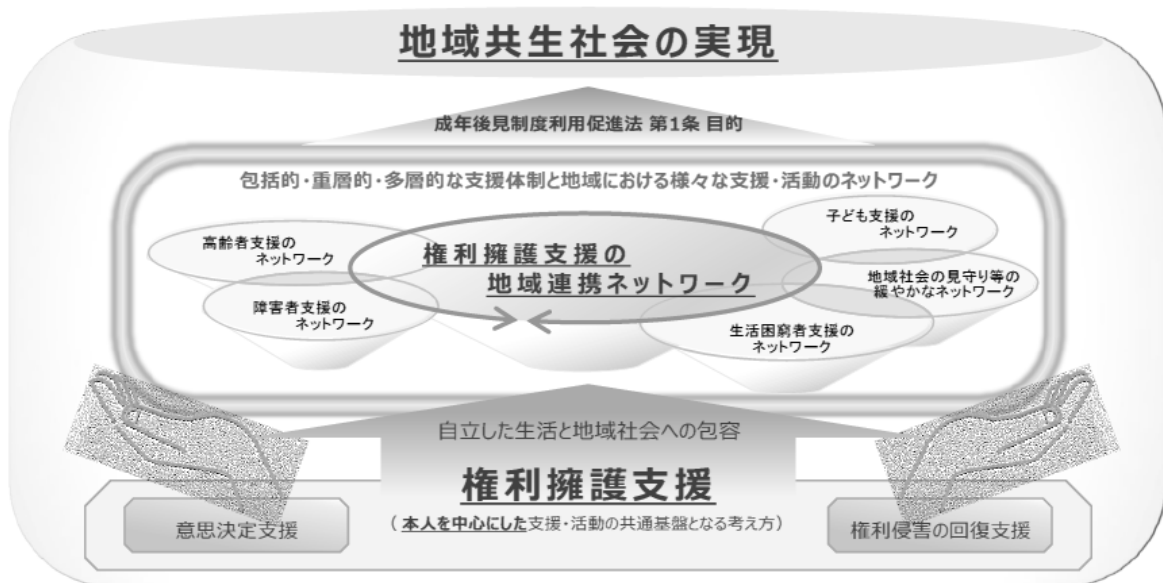 地域共生社会の実現
成年後見制度利用促進法 第1条 目的
包括的・重層的・多層的な支援体制と地域における様々な支援・活動のネットワーク
高齢者支援の
ネットワーク
障害者支援の
ネットワーク
権利擁護支援の
地域連携ネットワーク
子ども支援の
ネットワーク
地域社会の見守り等の
緩やかなネットワーク
生活困窮者支援の
ネットワーク
自立した生活と地域社会への包容
権利擁護支援
(本人を中心にした支援・活動の共通基盤となる考え方)
意思決定支援
権利侵害の回復支援